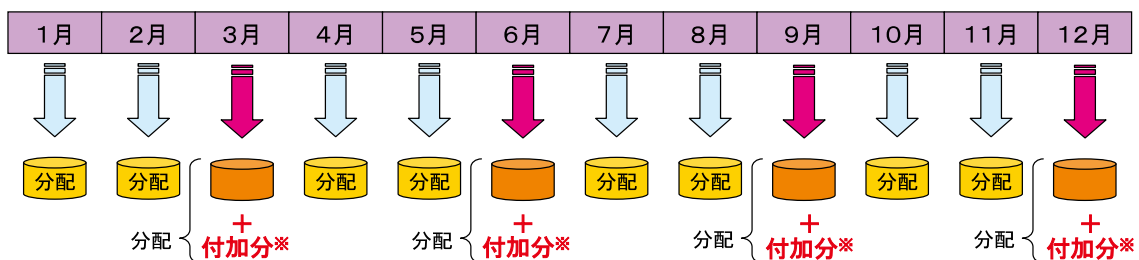 1月 2月 3月 4月 5月 6月 7月 8月 9月 10月 11月 12月
分配 分配 分配 分配 分配 分配 分配 分配
分配 + 付加分※ 分配 + 付加分※ 分配 + 付加分※ 分配 + 付加分※